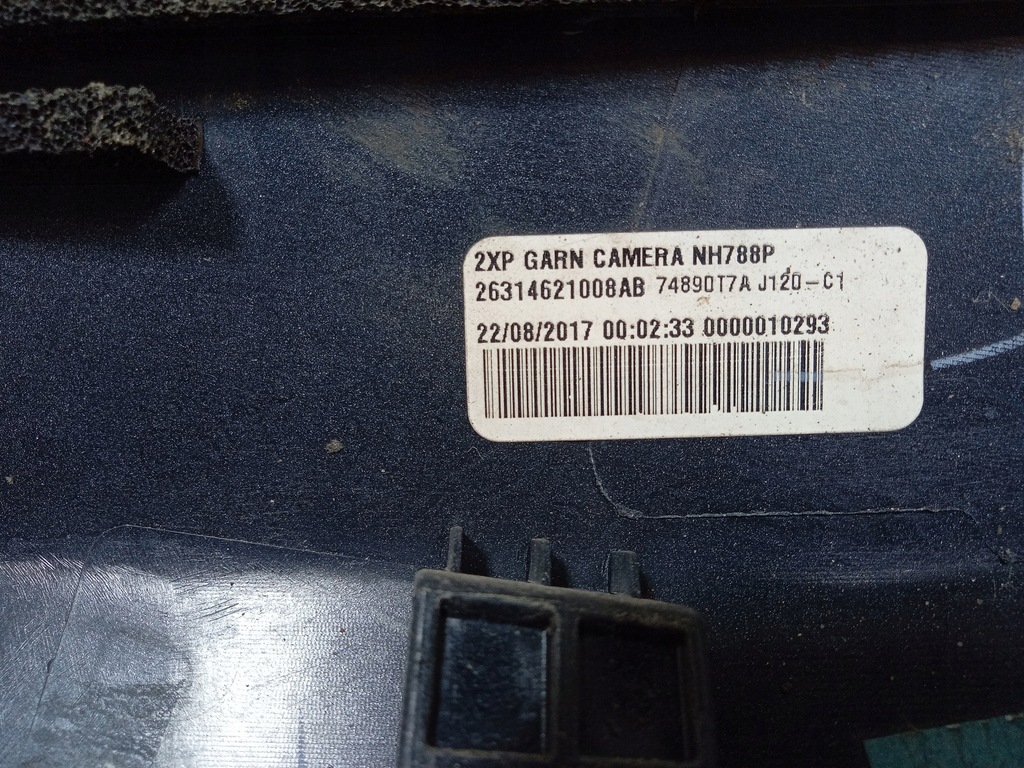 2XP GARN CAMERA NH788P
26314621008AB 74890T7A J120-C1
22/08/2017 00:02:33 0000010293